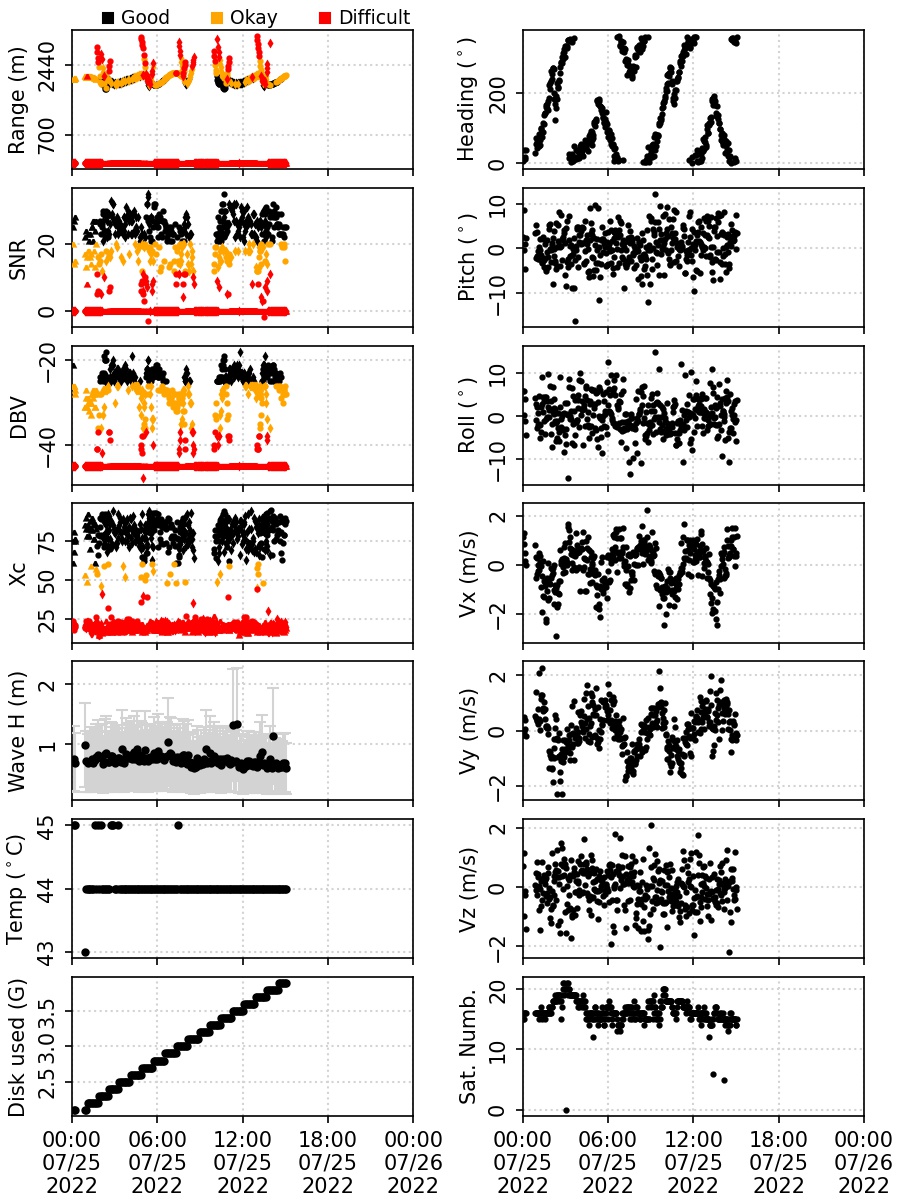 Good Okay Difficult
Range (m)
2440
700
Heading (°)
200
0
SNR
20
0
Pitch (°)
10
0
−10
DBV
−20
−40
Roll (°)
10
0
−10
Xc
75
50
25
Vx (m/s)
2
0
−2
Wave H (m)
2
1
Vy (m/s)
2
0
−2
Temp (°C)
45
44
43
Vz (m/s)
2
0
−2
Disk used (G)
3.5
3.0
2.5
Sat. Numb.
20
10
0
00:00 06:00 12:00 18:00 00:00
07/25 07/25 07/25 07/25 07/26
2022 2022 2022 2022 2022
00:00 06:00 12:00 18:00 00:00
07/25 07/25 07/25 07/25 07/26
2022 2022 2022 2022 2022